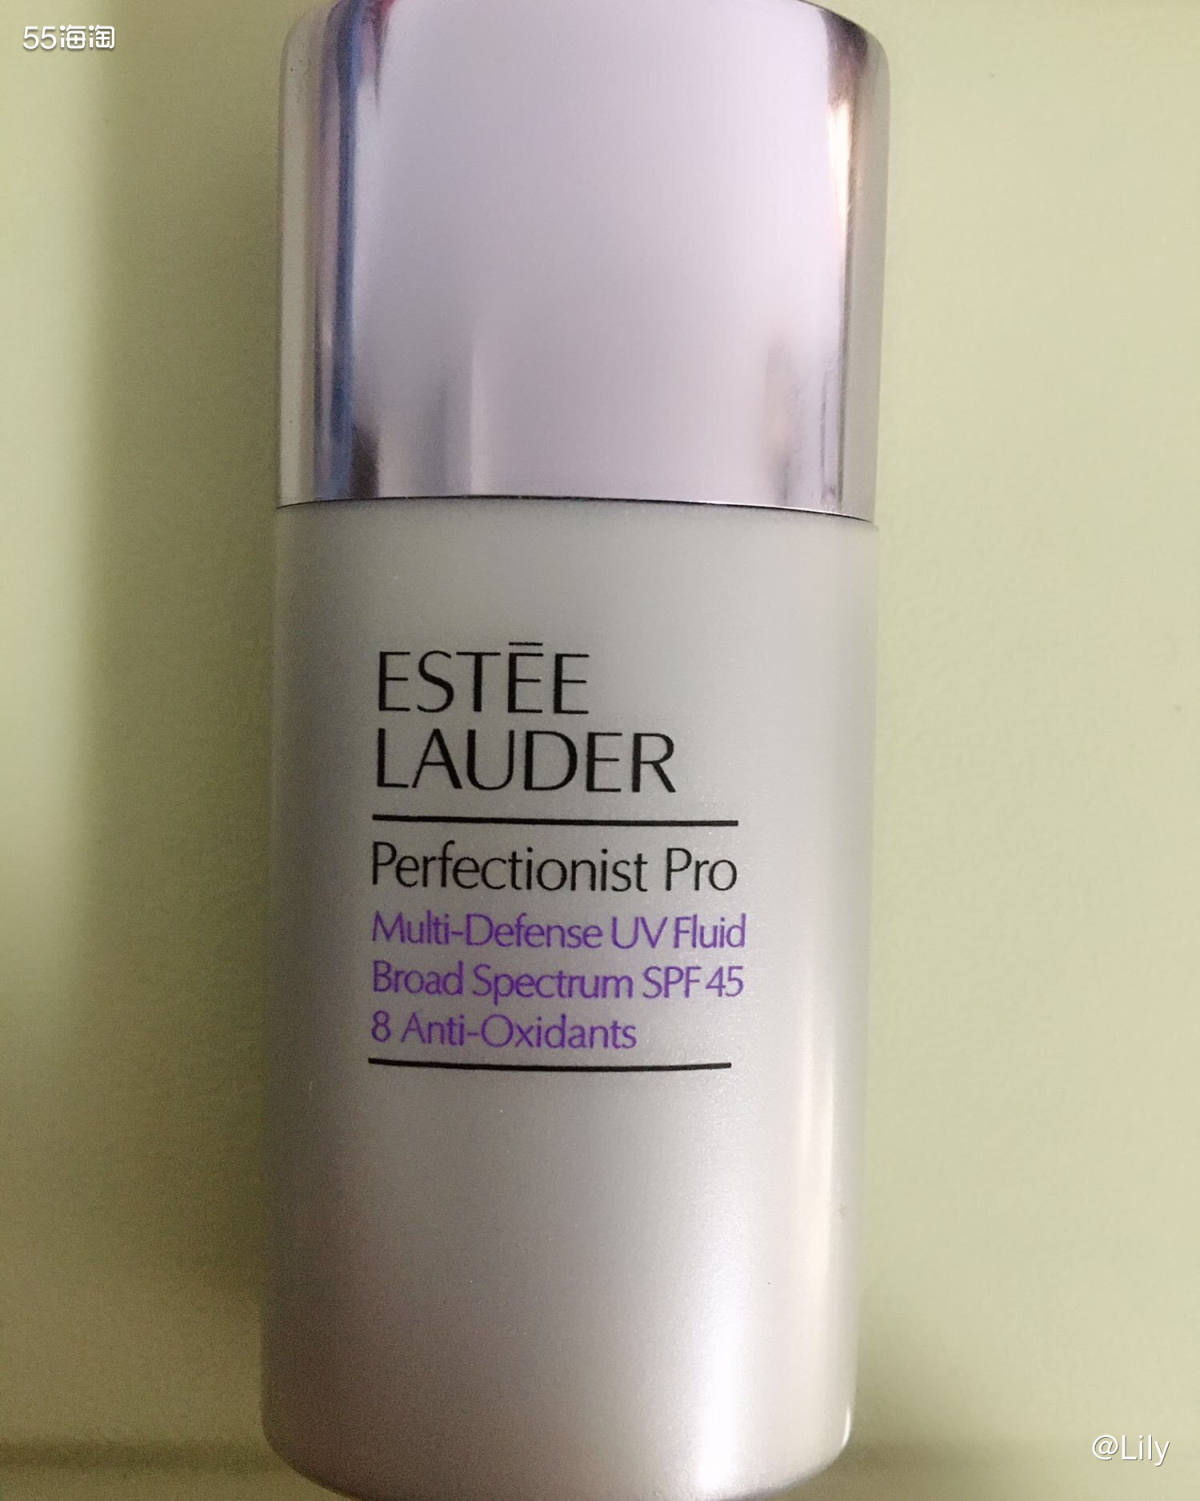 55海淘
ESTĒE
LAUDER
Perfectionist Pro
Multi-Defense UV Fluid
Broad Spectrum SPF 45
8 Anti-Oxidants
@Lily